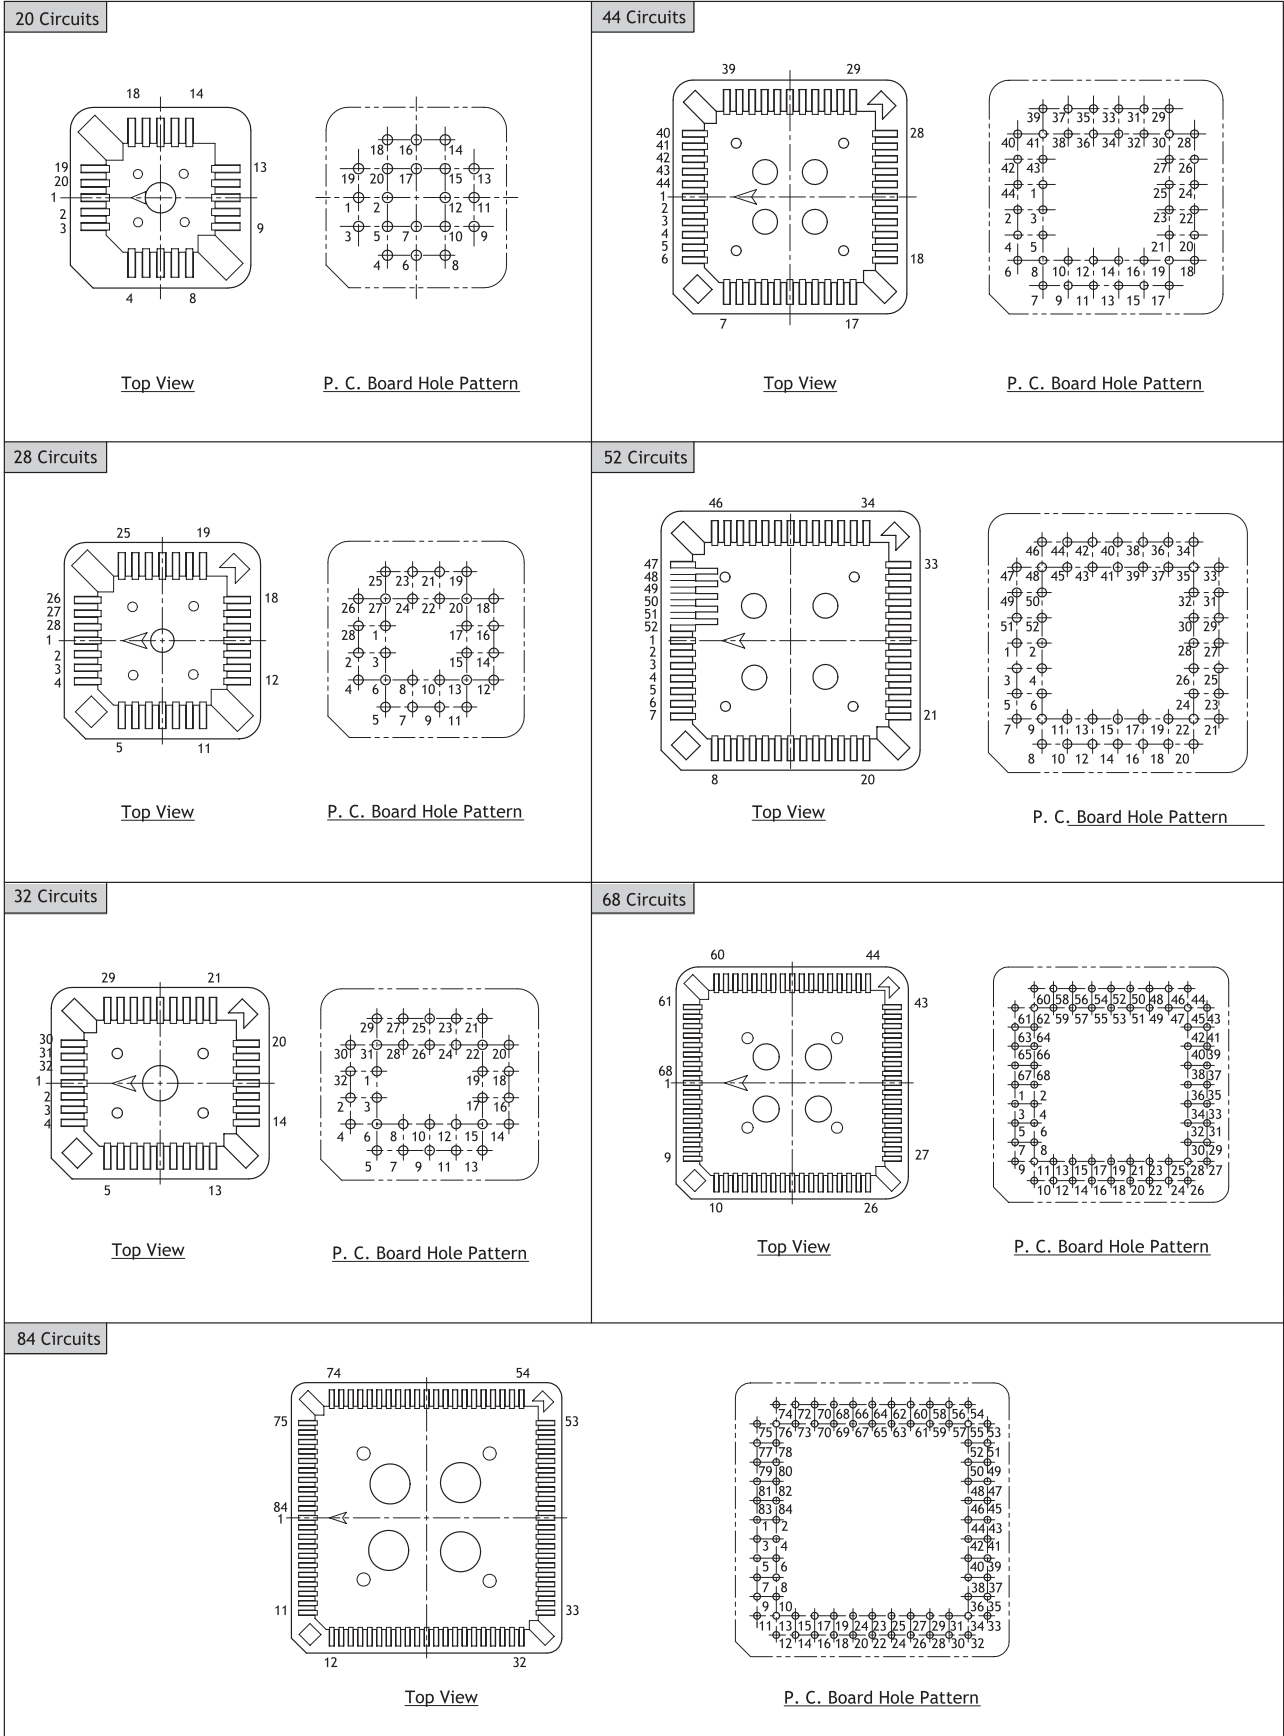 20 Circuits
18 14
19 13
20
1
2
3 9
4 8
Top View
18 16 14
19 20 17 15 13
1 2 12 11
3 5 7 10 9
4 6 8
P. C. Board Hole Pattern
44 Circuits
39 29
40 28
41
42
43
44
1
2
3
4
5
6 18
7 17
Top View
39 37 35 33 31 29
40 41 38 36 34 32 30 28
42 43 27 26
44 1 25 24
2 3 23 22
4 5 21 20
6 8 10 12 14 16 19 18
7 9 11 13 15 17
P. C. Board Hole Pattern
28 Circuits
25 19
26 18
27
28
1
2
3
4 12
5 11
Top View
25 23 21 19
26 27 24 22 20 18
28 1 17 16
2 3 15 14
4 6 8 10 13 12
5 7 9 11
P. C. Board Hole Pattern
52 Circuits
46 34
47 33
48
49
50
51
52
1
2
3
4
5
6
7 21
8 20
Top View
46 44 42 40 38 36 34
47 48 45 43 41 39 37 35 33
49 50 32 31
51 52 30 29
1 2 28 27
3 4 26 25
5 6 24 23
7 9 11 13 15 17 19 22 21
8 10 12 14 16 18 20
P. C. Board Hole Pattern
32 Circuits
29 21
30 20
31
32
1
2
3
4 14
5 13
Top View
29 27 25 23 21
30 31 28 26 24 22 20
32 1 19 18
2 3 17 16
4 6 8 10 12 15 14
5 7 9 11 13
P. C. Board Hole Pattern
68 Circuits
60 44
61 43
68
1
9 27
10 26
Top View
60 58 56 54 52 50 48 46 44
61 62 59 57 55 53 51 49 47 45 43
63 64 42 41
65 66 40 39
67 68 38 37
1 2 36 35
3 4 34 33
5 6 32 31
7 8 30 29
9 11 13 15 17 19 21 23 25 28 27
10 12 14 16 18 20 22 24 26
P. C. Board Hole Pattern
84 Circuits
74 54
75 53
84
1
11 33
12 32
Top View
74 72 70 68 66 64 62 60 58 56 54
75 76 73 70 69 67 65 63 61 59 57 55 53
77 78 52 51
79 80 50 49
81 82 48 47
83 84 46 45
1 2 44 43
3 4 42 41
5 6 40 39
7 8 38 37
9 10 36 35
11 13 15 17 19 24 23 25 27 29 31 34 33
12 14 16 18 20 22 24 26 28 30 32
P. C. Board Hole Pattern